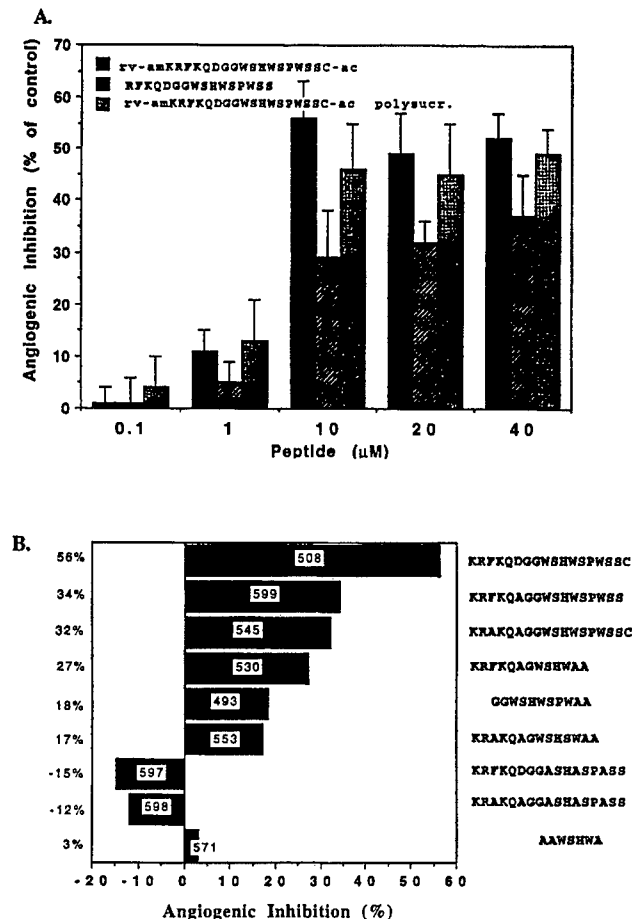 A.
70
60
50
40
30
20
10
0
Angiogenic Inhibition (% of control)
rv-amKRFKQDGGWSHWSPWSSC-ac
RFKQDGGWSHWSPWSS
rv-amKRFKQDGGWSHWSPWSSC-ac polysucr.
0.1 1 10 20 40
Peptide (µM)
B.
56% 508 KRFKQDGGWSHWSPWSSC
34% 599 KRFKQAGGWSHWSPWSS
32% 545 KRAKQAGGWSHWSPWSSC
27% 530 KRFKQAGWSHWAA
18% 493 GGWSHWSPWAA
17% 553 KRAKQAGWSHSWAA
-15% 597 KRFKQDGGASHASPASS
-12% 598 KRAKQAGGASHASPASS
3% 571 AAWSHWA
-20 -10 0 10 20 30 40 50 60
Angiogenic Inhibition (%)